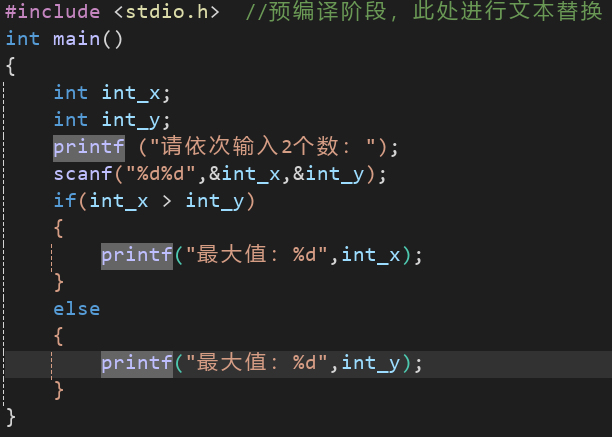 #include <stdio.h>  //预编译阶段，此处进行文本替换
int main()
{
    int int_x;
    int int_y;
    printf ("请依次输入2个数：");
    scanf("%d%d",&int_x,&int_y);
    if(int_x > int_y)
    {
        printf("最大值：%d",int_x);
    }
    else
    {
        printf("最大值：%d",int_y);
    }
}